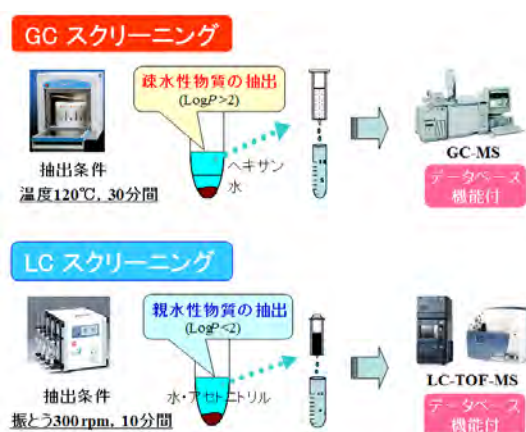 GC スクリーニング
疎水性物質の抽出
(LogP>2)
抽出条件
温度120℃, 30分間
ヘキサン
水
GC-MS
データベース
機能付
LC スクリーニング
親水性物質の抽出
(LogP<2)
抽出条件
振とう300 rpm, 10分間
水・アセトニトリル
LC-TOF-MS
データベース
機能付